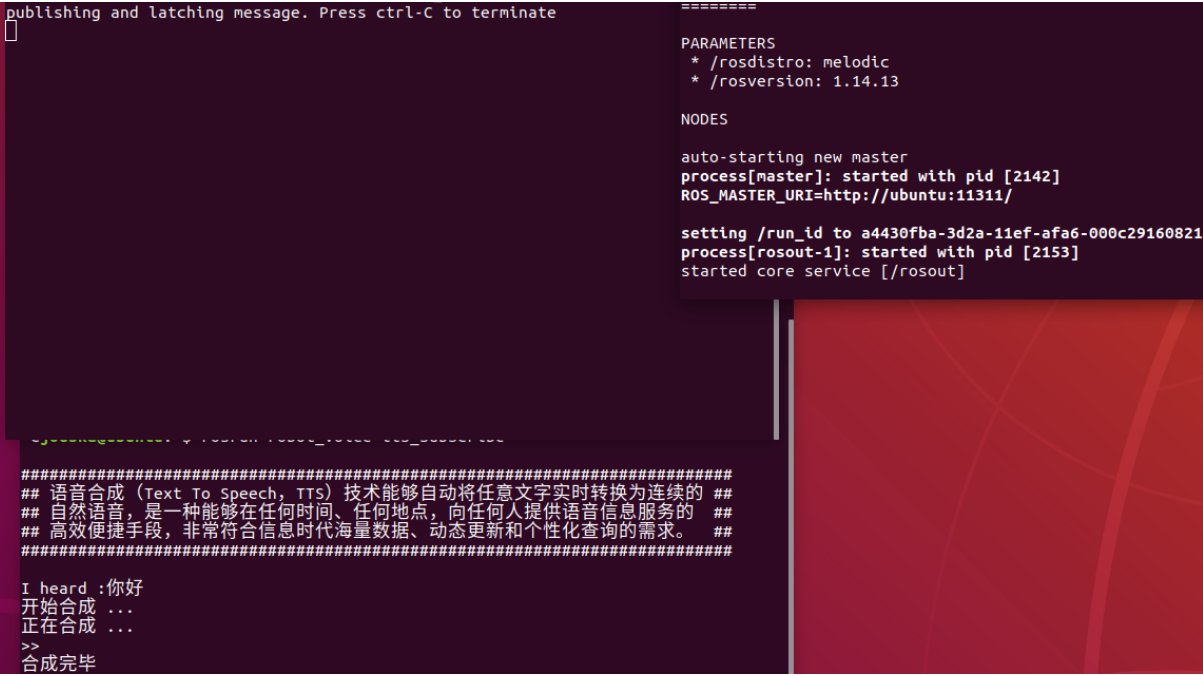 publishing and latching message. Press ctrl-C to terminate
========
PARAMETERS
* /rosdistro: melodic
* /rosversion: 1.14.13
NODES
auto-starting new master
process[master]: started with pid [2142]
ROS_MASTER_URI=http://ubuntu:11311/
setting /run_id to a4430fba-3d2a-11ef-afa6-000c29160821
process[rosout-1]: started with pid [2153]
started core service [/rosout]
###########################################################################
## 语音合成（Text To Speech，TTS）技术能够自动将任意文字实时转换为连续的 ##
## 自然语音，是一种能够在任何时间、任何地点，向任何人提供语音信息服务的  ##
## 高效便捷手段，非常符合信息时代海量数据、动态更新和个性化查询的需求。  ##
###########################################################################
I heard :你好
开始合成 ...
正在合成 ...
>>
合成完毕